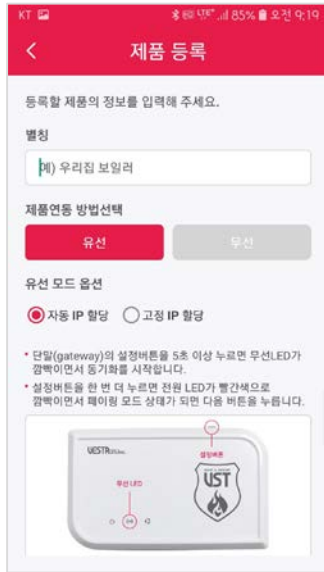 KT LTE 85% 오전 9:19
제품 등록
등록할 제품의 정보를 입력해 주세요.
별칭
예) 우리집 보일러
제품연동 방법선택
유선 무선
유선 모드 옵션
자동 IP 할당 고정 IP 할당
* 단말(gateway)의 설정버튼을 5초 이상 누르면 무선LED가
깜빡이면서 동기화를 시작합니다.
* 설정버튼을 한 번 더 누르면 전원 LED가 빨간색으로
깜빡이면서 페어링 모드 상태가 되면 다음 버튼을 누릅니다.
설정버튼
무선 LED
UST